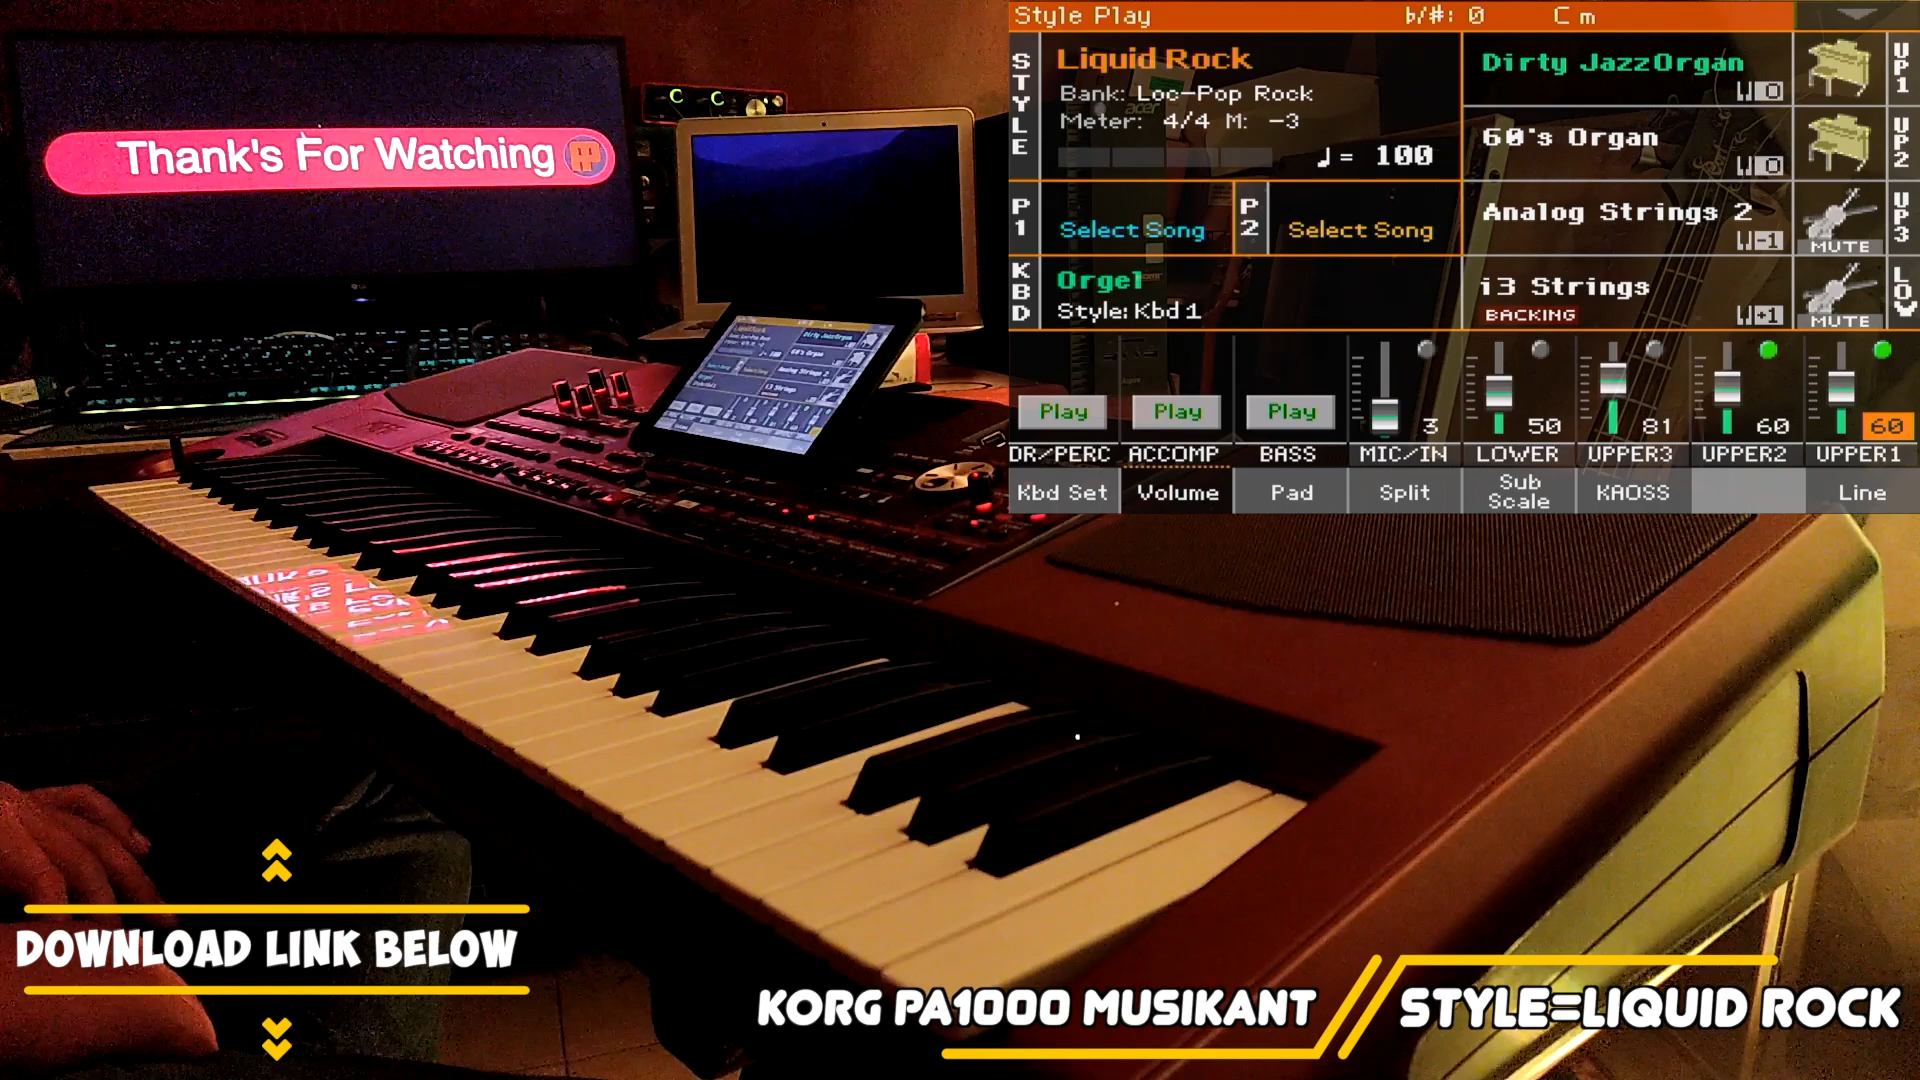 Thank's For Watching
Style Play b/#: 0 C m
STYLE
Liquid Rock
Bank: Loc-Pop Rock
Meter: 4/4 M: -3
♩= 100
P1 Select Song P2 Select Song
KBD
Orgel
Style: Kbd 1
Dirty JazzOrgan 0 UP1
60's Organ 0 UP2
Analog Strings 2 -1 MUTE UP3
i3 Strings
BACKING +1 MUTE LOW
Play Play Play 3 50 81 60 60
DR/PERC ACCOMP BASS MIC/IN LOWER UPPER3 UPPER2 UPPER1
Kbd Set Volume Pad Split Sub Scale KAOSS Line
DOWNLOAD LINK BELOW
KORG PA1000 MUSIKANT // STYLE=LIQUID ROCK